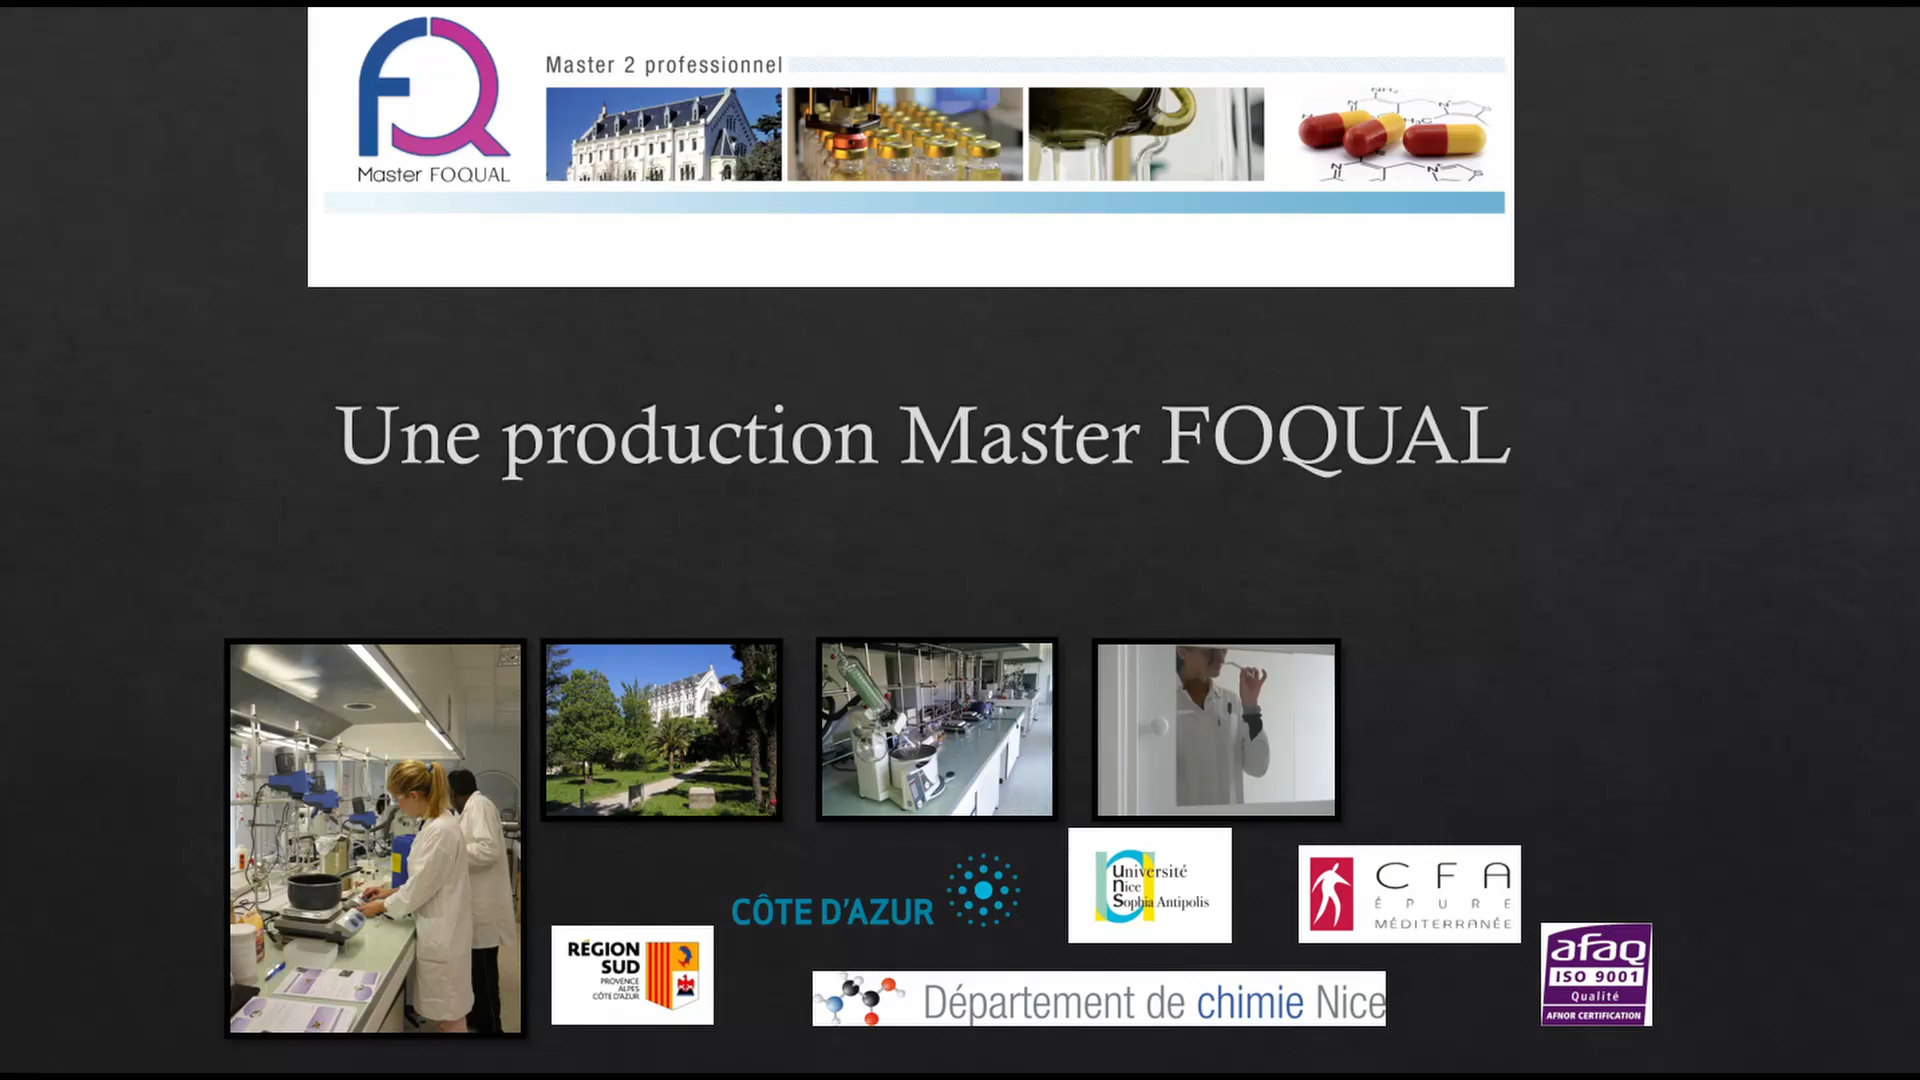 Master 2 professionnel
Master FOQUAL
Une production Master FOQUAL
CÔTE D'AZUR
Université
Nice
Sophia Antipolis
CFA
ÉPURE
MÉDITERRANÉE
RÉGION
SUD
PROVENCE
ALPES
CÔTE D'AZUR
afaq
ISO 9001
Qualité
AFNOR CERTIFICATION
Département de chimie Nice